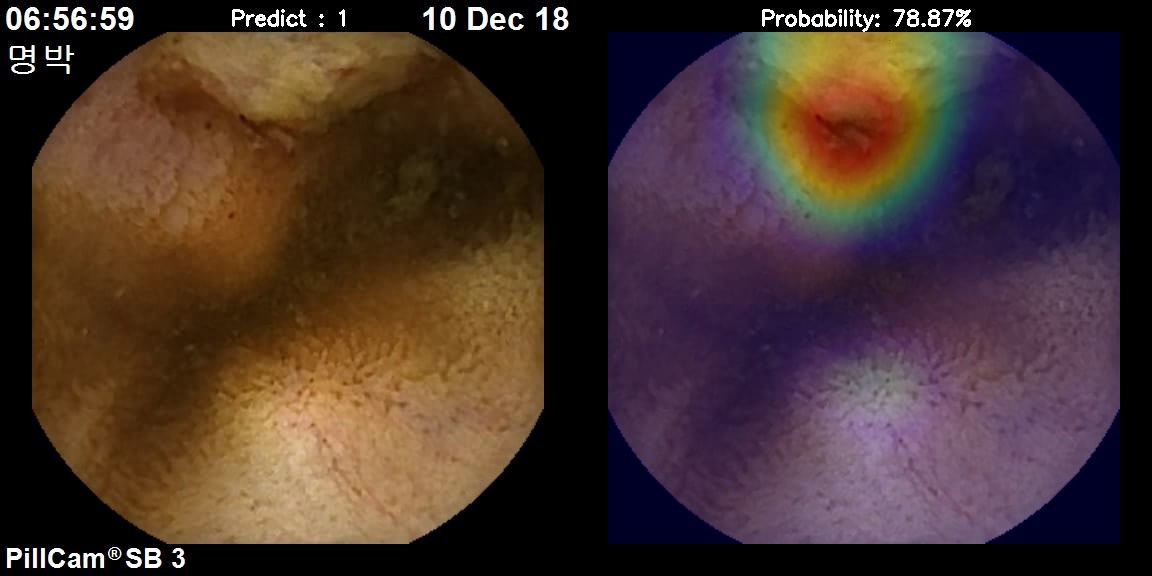 06:56:59
Predict : 1
10 Dec 18
Probability: 78.87%
명박
PillCam® SB 3